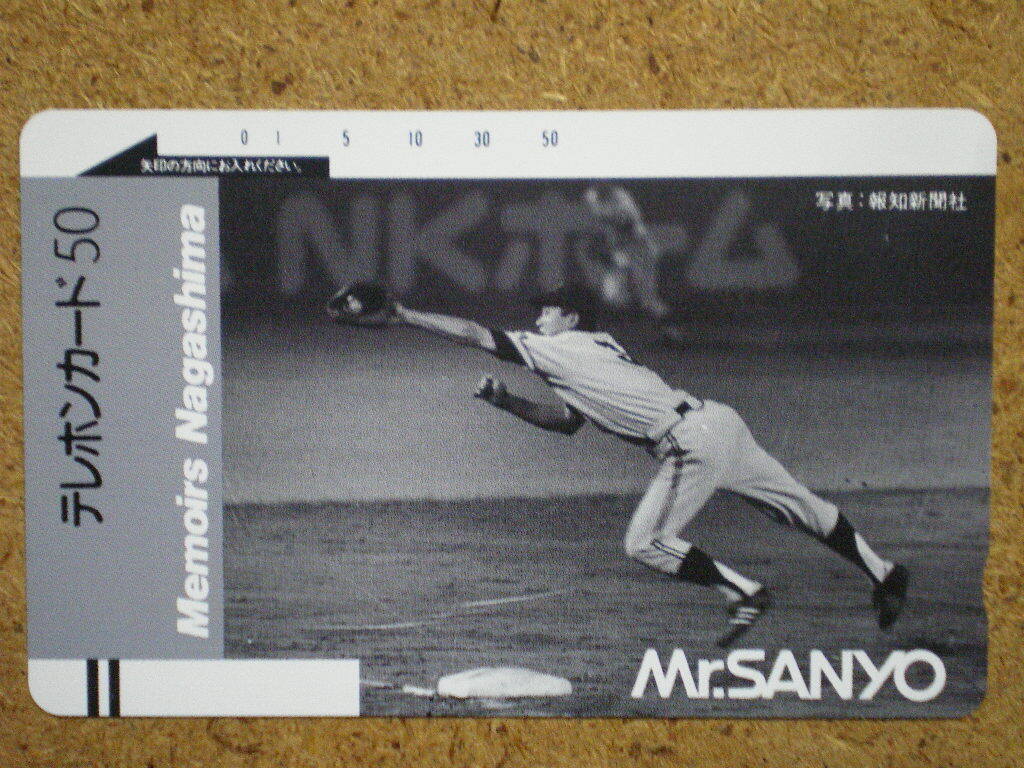 0 1 5 10 30 50
矢印の方向にお入れください。
テレホンカード50
Memoirs Nagashima
写真:報知新聞社
NKホーム
Mr.SANYO